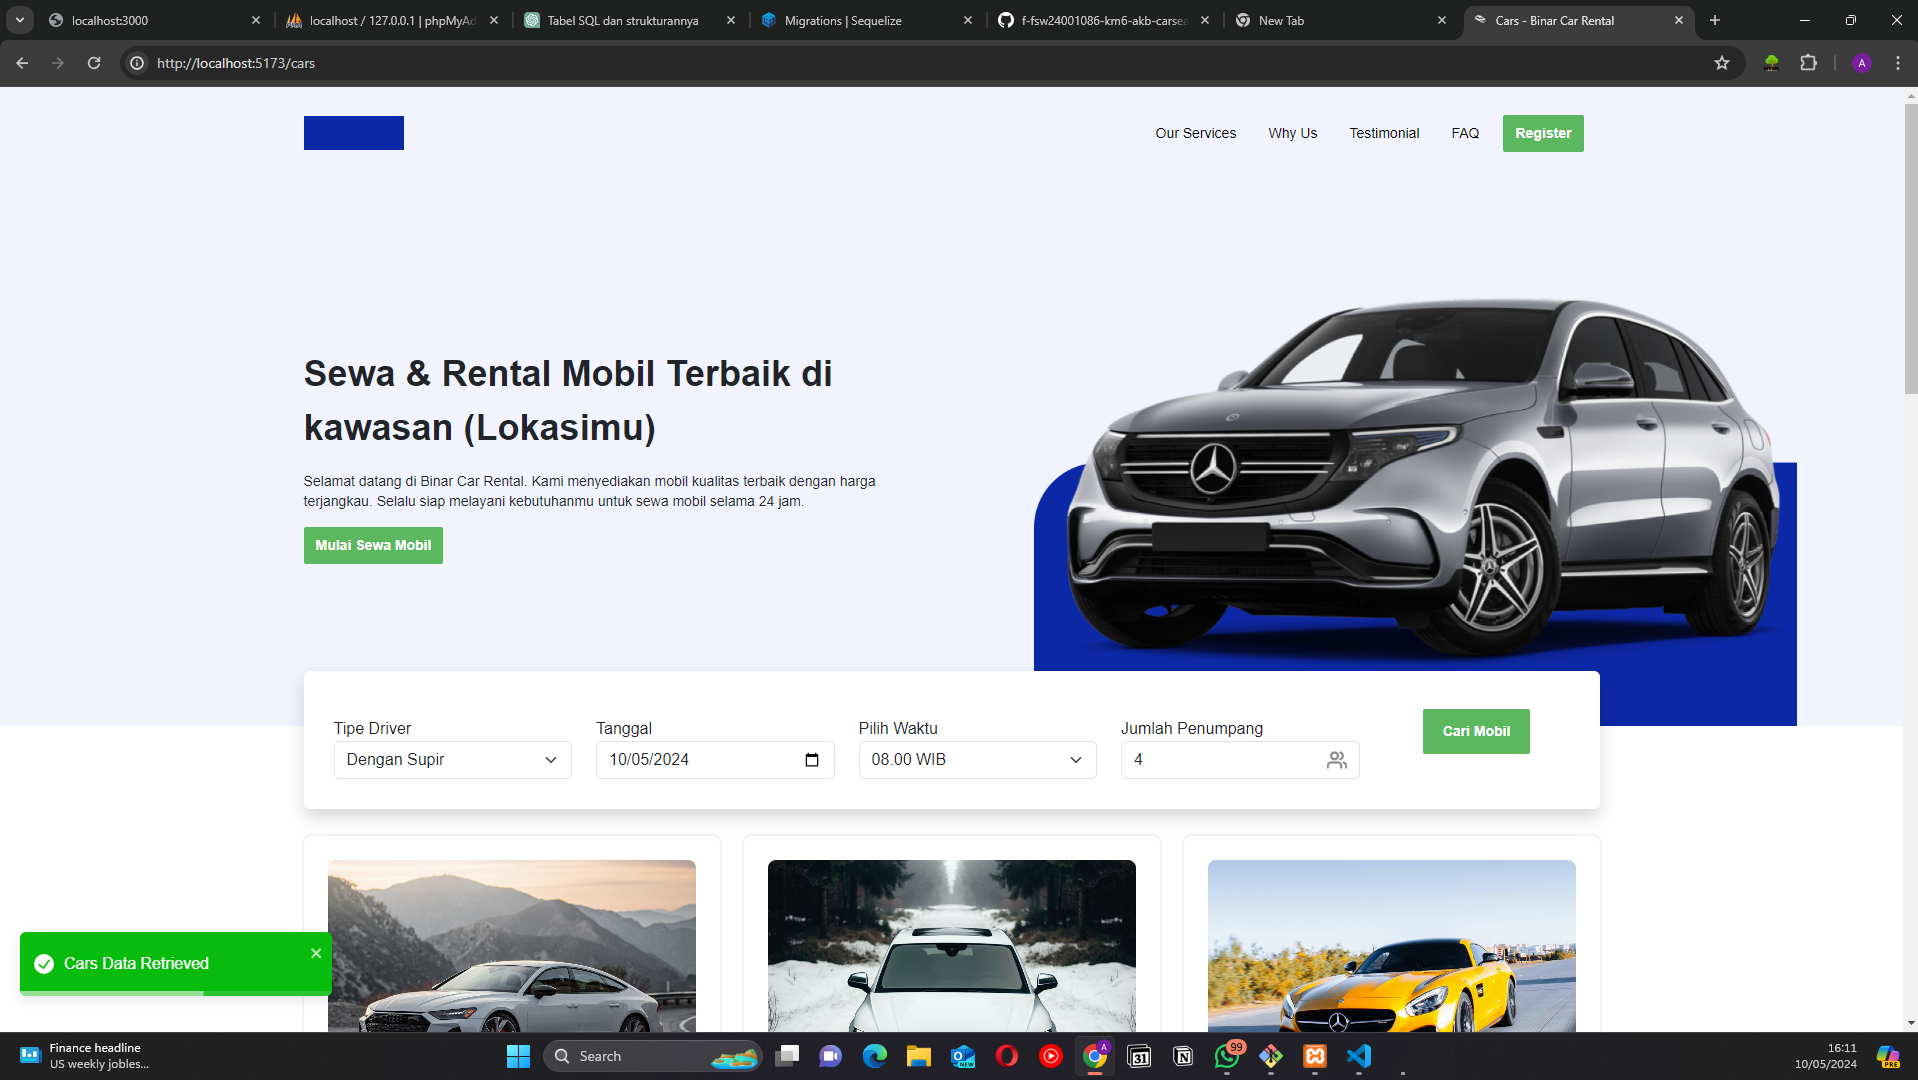 localhost:3000
localhost / 127.0.0.1 | phpMyAd
Tabel SQL dan strukturannya
Migrations | Sequelize
f-fsw24001086-km6-akb-carsea
New Tab
Cars - Binar Car Rental
http://localhost:5173/cars
A
Our Services
Why Us
Testimonial
FAQ
Register
Sewa & Rental Mobil Terbaik di
kawasan (Lokasimu)
Selamat datang di Binar Car Rental. Kami menyediakan mobil kualitas terbaik dengan harga
terjangkau. Selalu siap melayani kebutuhanmu untuk sewa mobil selama 24 jam.
Mulai Sewa Mobil
Tipe Driver
Dengan Supir
Tanggal
10/05/2024
Pilih Waktu
08.00 WIB
Jumlah Penumpang
4
Cari Mobil
Cars Data Retrieved
Finance headline
US weekly jobles...
Search
NEW
A
31
99
16:11
10/05/2024
PRE